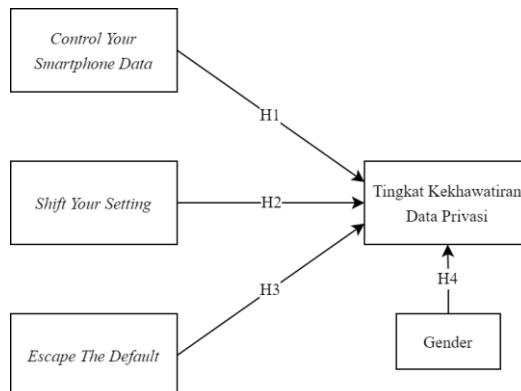 Control Your
Smartphone Data
H1
Shift Your Setting
H2
Tingkat Kekhawatiran
Data Privasi
H3
H4
Escape The Default
Gender